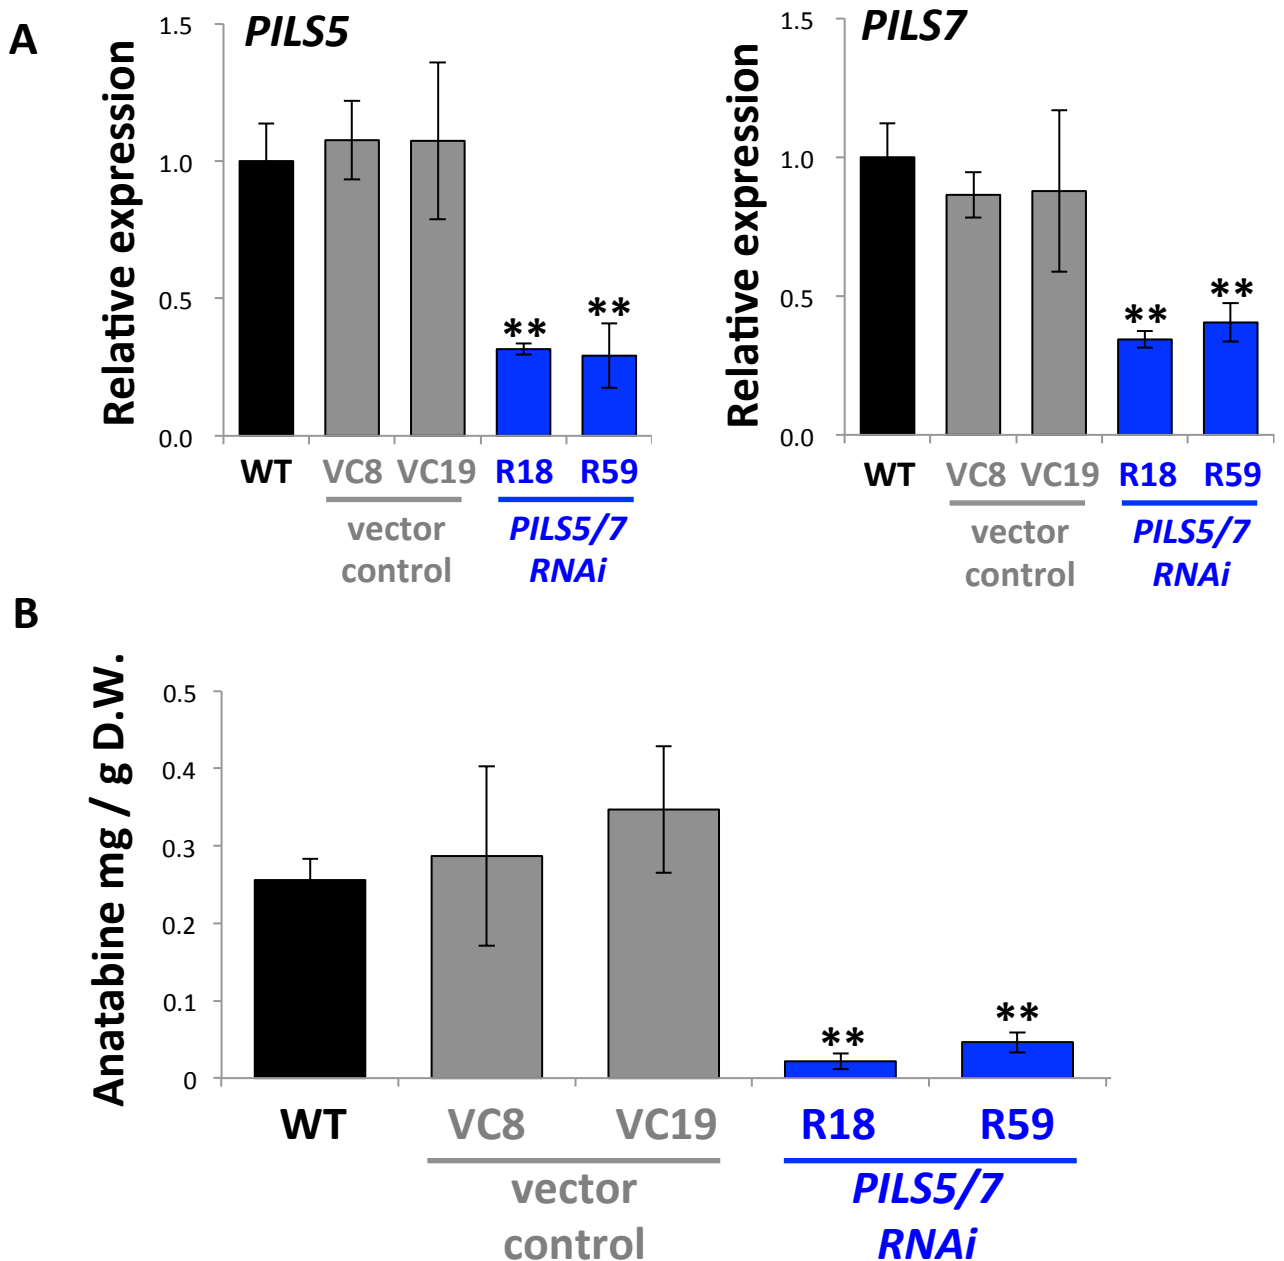 A
PILS5
Relative expression
1.5
1.0
0.5
0.0
**
**
WT VC8 VC19 R18 R59
vector
control
PILS5/7
RNAi
PILS7
Relative expression
1.5
1.0
0.5
0.0
**
**
WT VC8 VC19 R18 R59
vector
control
PILS5/7
RNAi
B
Anatabine mg / g D.W.
0.5
0.4
0.3
0.2
0.1
0
**
**
WT VC8 VC19 R18 R59
vector
control
PILS5/7
RNAi